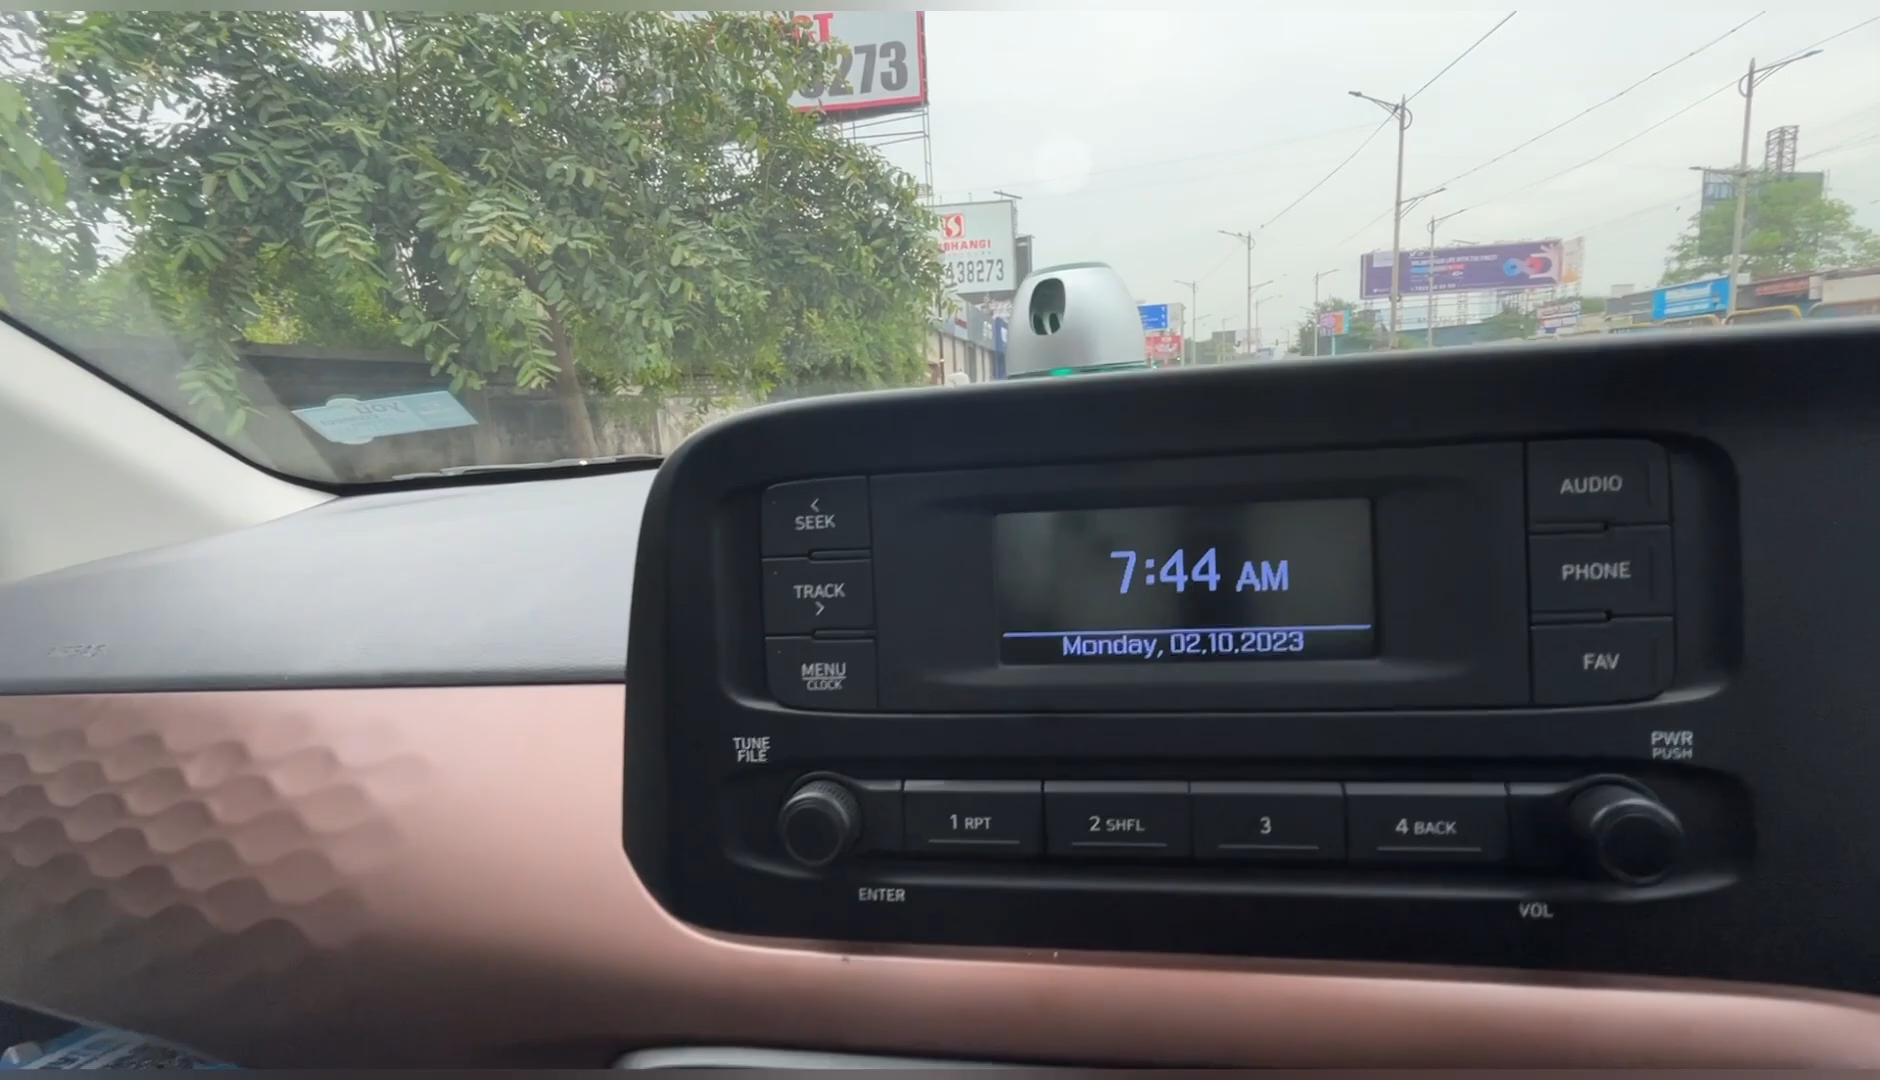 3273
BHANGI
438273
<
SEEK
TRACK
>
MENU
CLOCK
7:44 AM
Monday, 02.10.2023
AUDIO
PHONE
FAV
TUNE
FILE
PWR
PUSH
1 RPT
2 SHFL
3
4 BACK
ENTER
VOL